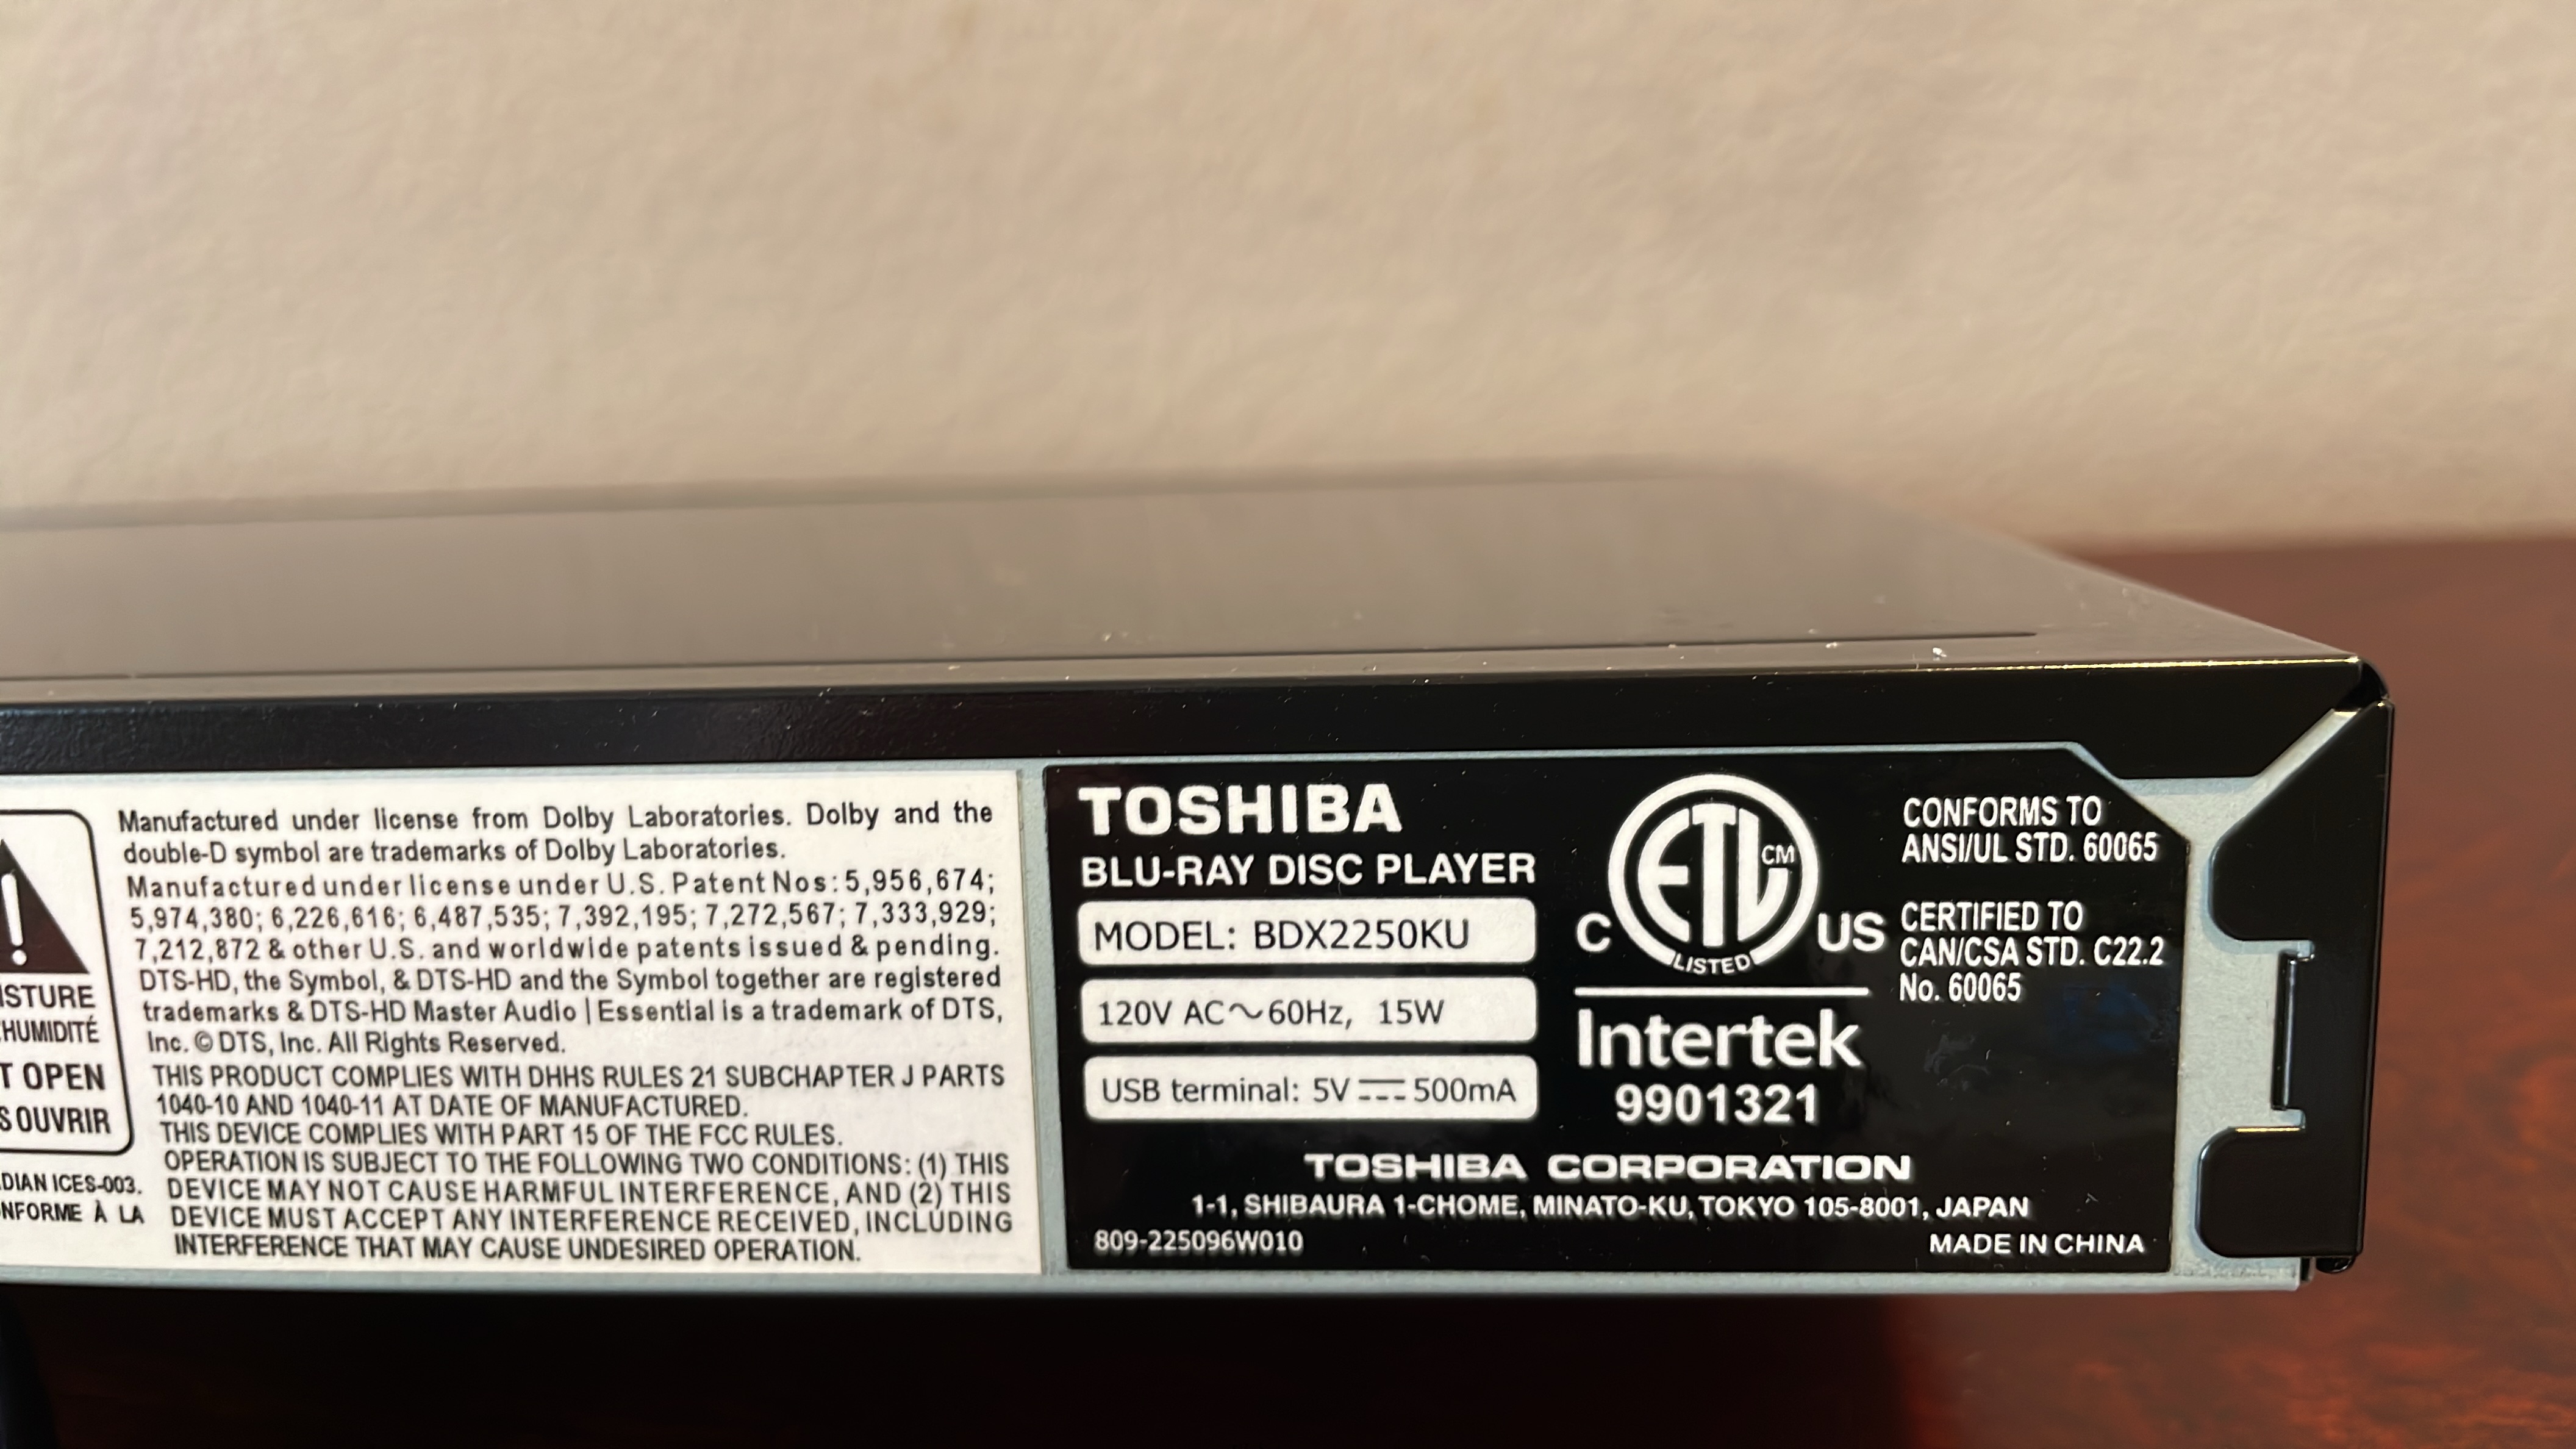 ISTURE
HUMIDITÉ
T OPEN
S OUVRIR
DIAN ICES-003.
NFORME À LA
Manufactured under license from Dolby Laboratories. Dolby and the
double-D symbol are trademarks of Dolby Laboratories.
Manufactured under license under U.S. Patent Nos: 5,956,674;
5,974,380; 6,226,616; 6,487,535; 7,392,195; 7,272,567; 7,333,929;
7,212,872 & other U.S. and worldwide patents issued & pending.
DTS-HD, the Symbol, & DTS-HD and the Symbol together are registered
trademarks & DTS-HD Master Audio | Essential is a trademark of DTS,
Inc. © DTS, Inc. All Rights Reserved.
THIS PRODUCT COMPLIES WITH DHHS RULES 21 SUBCHAPTER J PARTS
1040-10 AND 1040-11 AT DATE OF MANUFACTURED.
THIS DEVICE COMPLIES WITH PART 15 OF THE FCC RULES.
OPERATION IS SUBJECT TO THE FOLLOWING TWO CONDITIONS: (1) THIS
DEVICE MAY NOT CAUSE HARMFUL INTERFERENCE, AND (2) THIS
DEVICE MUST ACCEPT ANY INTERFERENCE RECEIVED, INCLUDING
INTERFERENCE THAT MAY CAUSE UNDESIRED OPERATION.
TOSHIBA
BLU-RAY DISC PLAYER
MODEL: BDX2250KU
120V AC～60Hz, 15W
USB terminal: 5V ⎓ 500mA
ETL CM
C US
LISTED
Intertek
9901321
CONFORMS TO
ANSI/UL STD. 60065
CERTIFIED TO
CAN/CSA STD. C22.2
No. 60065
TOSHIBA CORPORATION
1-1, SHIBAURA 1-CHOME, MINATO-KU, TOKYO 105-8001, JAPAN
809-225096W010
MADE IN CHINA